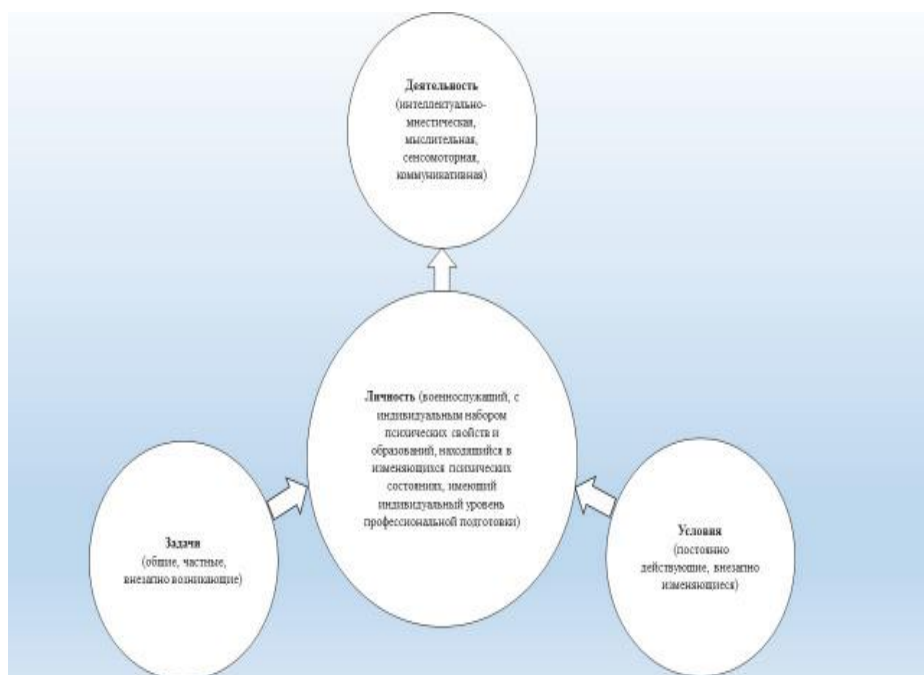 Деятельность
(интеллектуально-
мнестическая,
мыслительная,
сенсомоторная,
коммуникативная)
Личность (военнослужащий, с
индивидуальным набором
психических свойств и
образований, находящийся в
изменяющихся психических
состояниях, имеющий
индивидуальный уровень
профессиональной подготовки)
Задачи
(общие, частные,
внезапно возникающие)
Условия
(постоянно
действующие, внезапно
изменяющиеся)